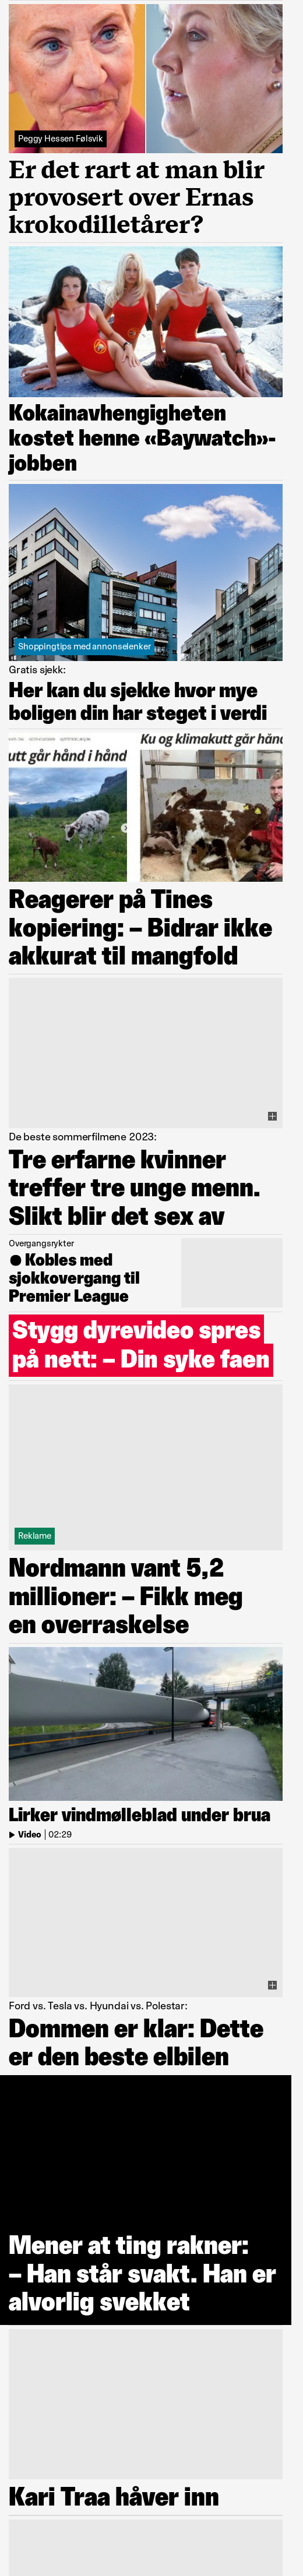 Peggy Hessen Følsvik
Er det rart at man blir
provosert over Ernas
krokodilletårer?
Kokainavhengigheten
kostet henne «Baywatch»-
jobben
Shoppingtips med annonselenker
Gratis sjekk:
Her kan du sjekke hvor mye
boligen din har steget i verdi
utt går hånd i hånd
Ku og klimakutt går hånd
Reagerer på Tines
kopiering: – Bidrar ikke
akkurat til mangfold
De beste sommerfilmene 2023:
Tre erfarne kvinner
treffer tre unge menn.
Slikt blir det sex av
Overgangsrykter
● Kobles med
sjokkovergang til
Premier League
Stygg dyrevideo spres
på nett: – Din syke faen
Reklame
Nordmann vant 5,2
millioner: – Fikk meg
en overraskelse
Lirker vindmølleblad under brua
Video | 02:29
Ford vs. Tesla vs. Hyundai vs. Polestar:
Dommen er klar: Dette
er den beste elbilen
Mener at ting rakner:
– Han står svakt. Han er
alvorlig svekket
Kari Traa håver inn